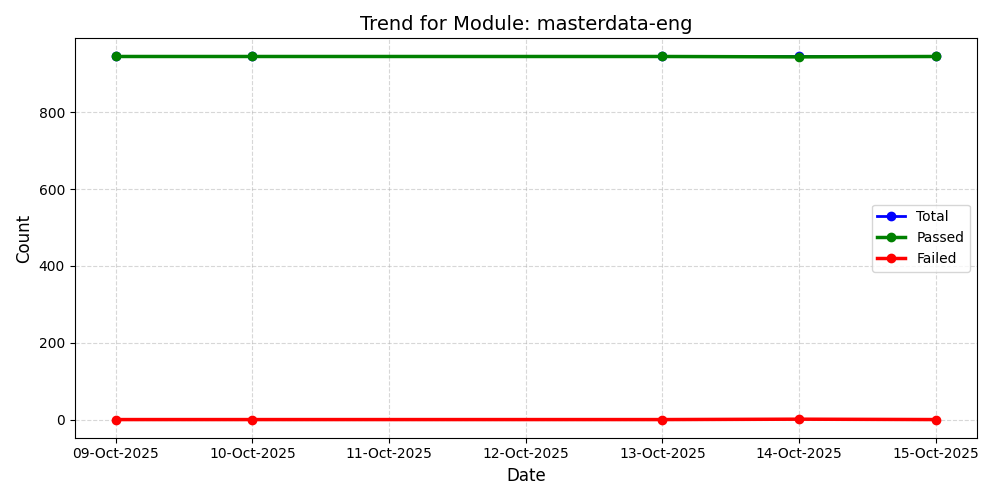 Trend for Module: masterdata-eng
Count
800
600
400
200
0
Total
Passed
Failed
09-Oct-2025 10-Oct-2025 11-Oct-2025 12-Oct-2025 13-Oct-2025 14-Oct-2025 15-Oct-2025
Date